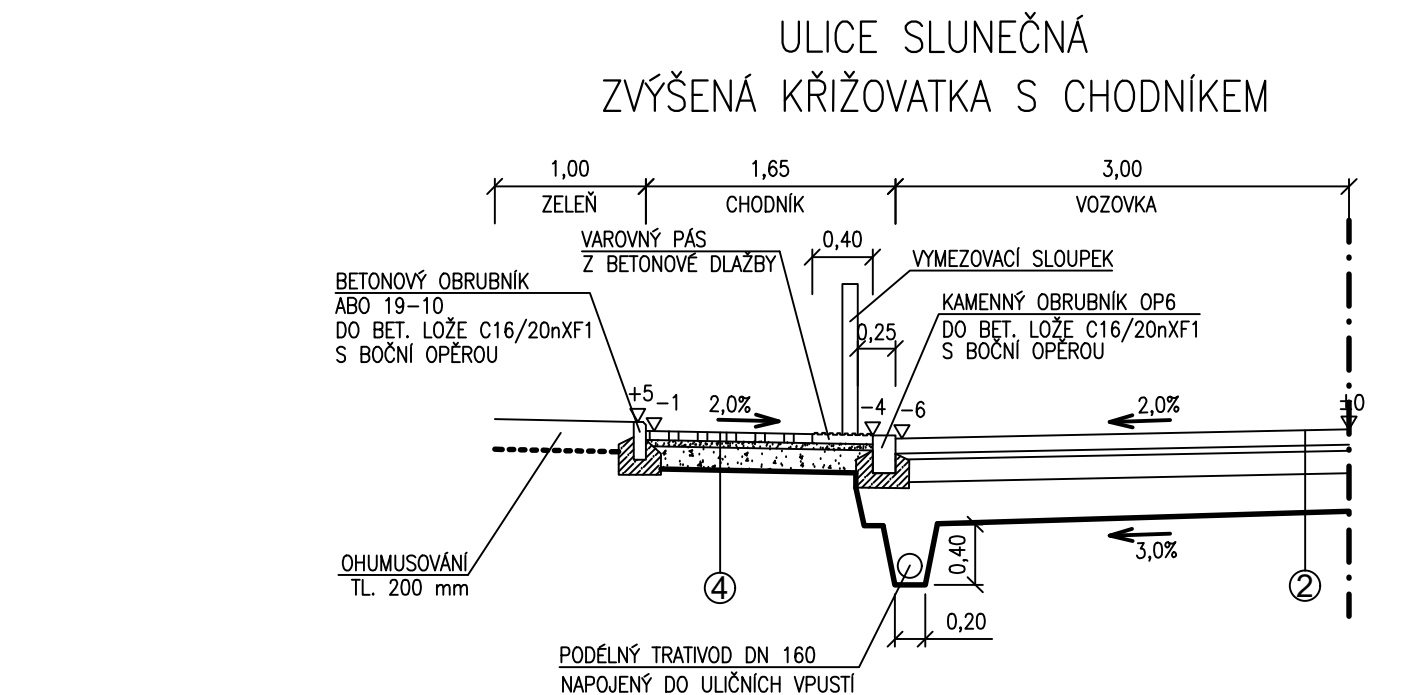 ULICE SLUNEČNÁ
ZVÝŠENÁ KŘIŽOVATKA S CHODNÍKEM
1,00
1,65
3,00
ZELEŇ
CHODNÍK
VOZOVKA
VAROVNÝ PÁS
Z BETONOVÉ DLAŽBY
0,40
VYMEZOVACÍ SLOUPEK
BETONOVÝ OBRUBNÍK
ABO 19-10
DO BET. LOŽE C16/20nXF1
S BOČNÍ OPĚROU
KAMENNÝ OBRUBNÍK OP6
DO BET. LOŽE C16/20nXF1
S BOČNÍ OPĚROU
0,25
+5
-1
2,0%
-4
-6
2,0%
±0
3,0%
0,40
OHUMUSOVÁNÍ
TL. 200 mm
4
2
0,20
PODÉLNÝ TRATIVOD DN 160
NAPOJENÝ DO ULIČNÍCH VPUSTÍ